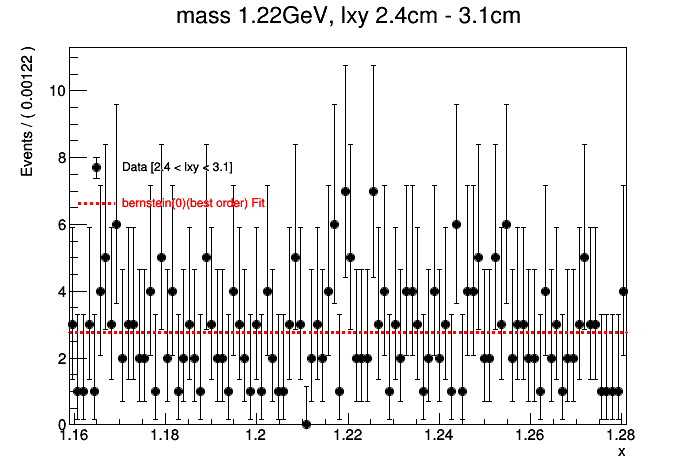 mass 1.22GeV, lxy 2.4cm - 3.1cm
Events / ( 0.00122 )
10
8
6
4
2
0
Data [2.4 < lxy < 3.1]
bernstein(0)(best order) Fit
1.16 1.18 1.2 1.22 1.24 1.26 1.28
x